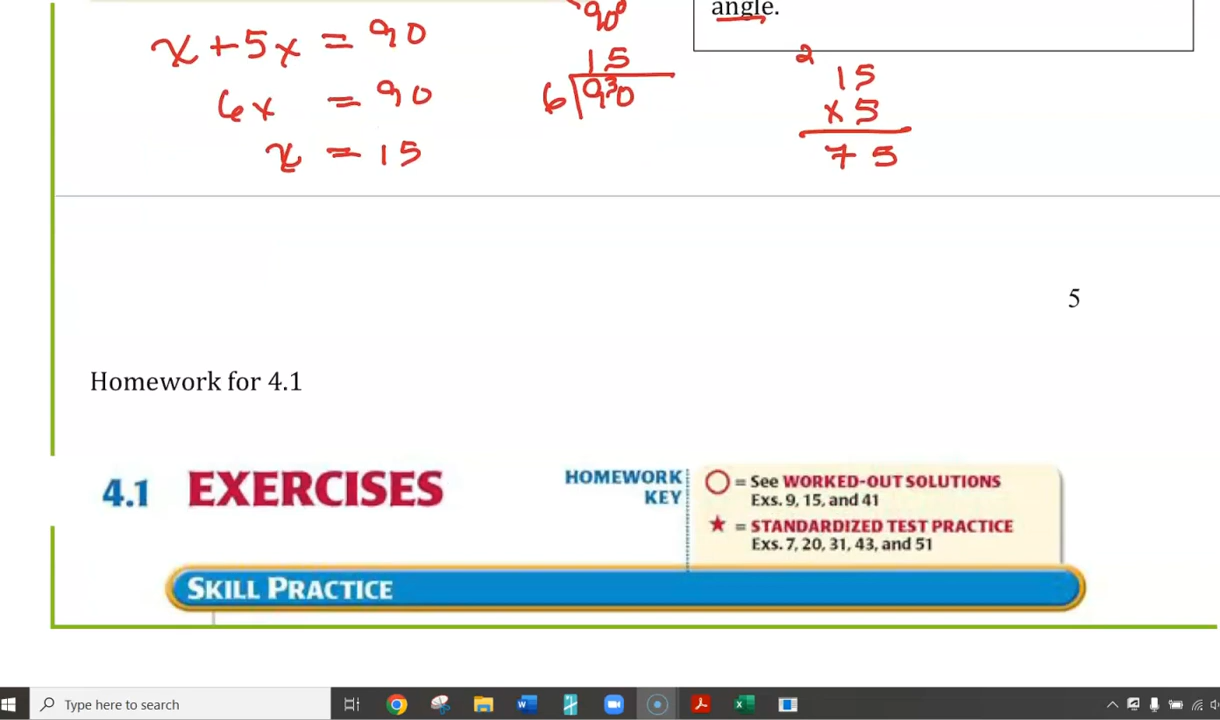 90°
angle.
x + 5x = 90
6x = 90
x = 15
15
6 9³0
2
15
x 5
75
5
Homework for 4.1
4.1 EXERCISES
HOMEWORK KEY
= See WORKED-OUT SOLUTIONS
Exs. 9, 15, and 41
★ = STANDARDIZED TEST PRACTICE
Exs. 7, 20, 31, 43, and 51
SKILL PRACTICE
Type here to search